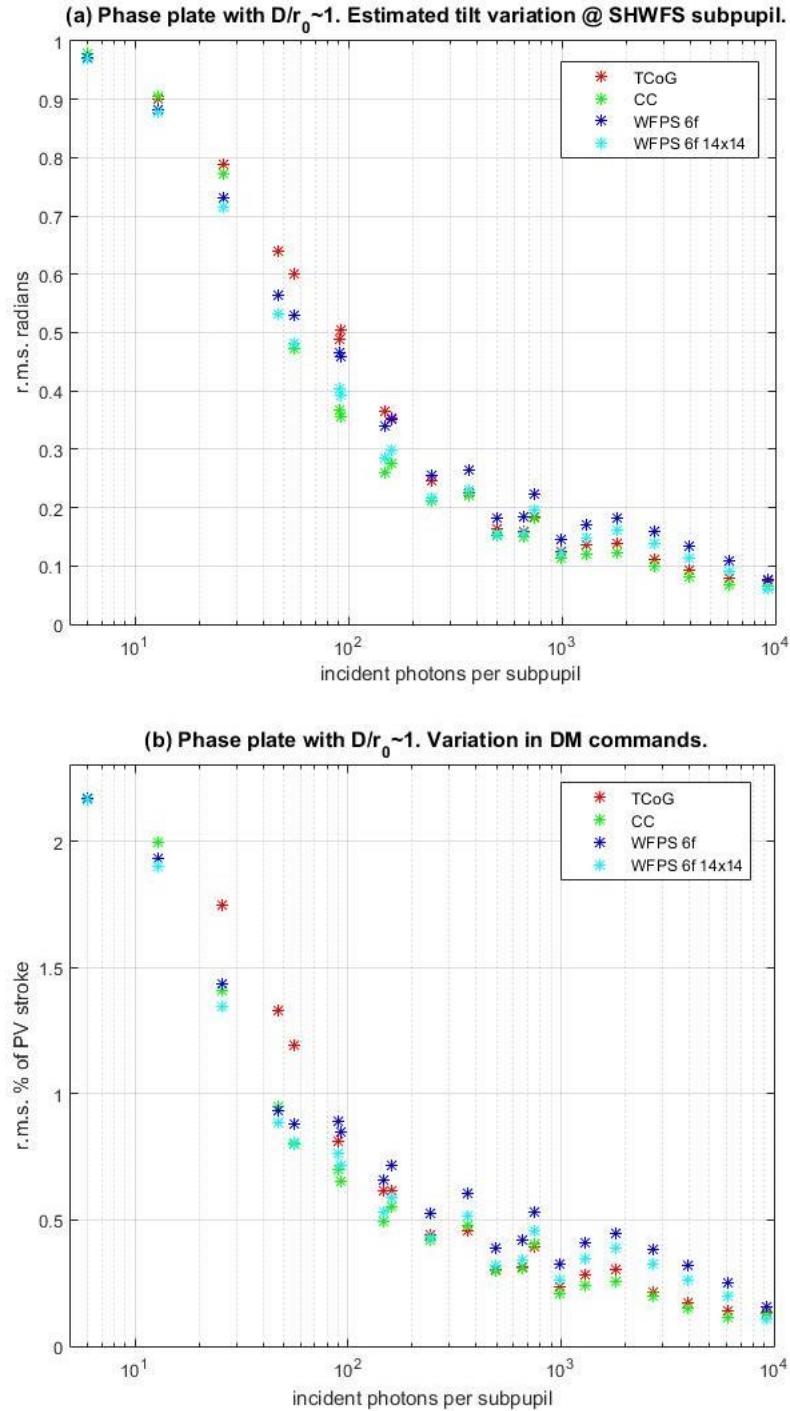 (a) Phase plate with D/r0~1. Estimated tilt variation @ SHWFS subpupil.
1
0.9
0.8
0.7
0.6
0.5
0.4
0.3
0.2
0.1
0
r.m.s. radians
TCoG
CC
WFPS 6f
WFPS 6f 14x14
10^1
10^2
10^3
10^4
incident photons per subpupil
(b) Phase plate with D/r0~1. Variation in DM commands.
2
1.5
1
0.5
0
r.m.s. % of PV stroke
TCoG
CC
WFPS 6f
WFPS 6f 14x14
10^1
10^2
10^3
10^4
incident photons per subpupil